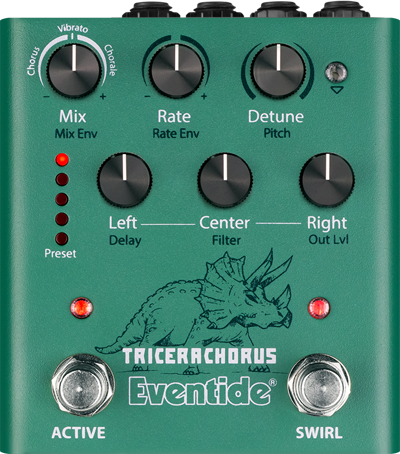 Chorus Vibrato Chorale
- + - +
Mix Rate Detune
Mix Env Rate Env Pitch
Left Center Right
Delay Filter Out Lvl
Preset
TRICERACHORUS
Eventide®
ACTIVE SWIRL